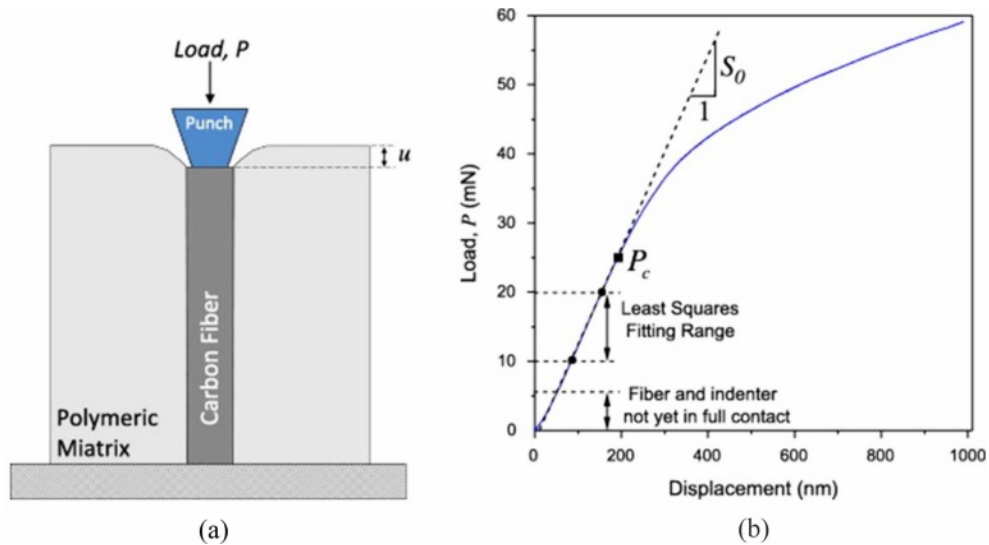 Load, P
Punch
u
Carbon Fiber
Polymeric
Miatrix
(a)
Load, P (mN)
60
50
40
30
20
10
0
S0
1
Pc
Least Squares
Fitting Range
Fiber and indenter
not yet in full contact
0 200 400 600 800 1000
Displacement (nm)
(b)